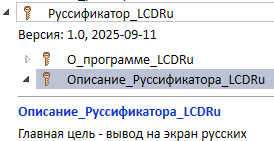 Руссификатор_LCDRu
Версия: 1.0, 2025-09-11
О_программе_LCDRu
Описание_Руссификатора_LCDRu
Описание_Руссификатора_LCDRu
Главная цель - вывод на экран русских